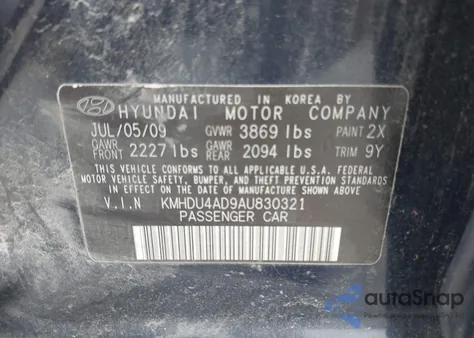 MANUFACTURED IN KOREA BY
HYUNDAI MOTOR COMPANY
JUL/05/09 GVWR 3869 lbs PAINT 2X
GAWR FRONT 2227 lbs GAWR REAR 2094 lbs TRIM 9Y
THIS VEHICLE CONFORMS TO ALL APPLICABLE U.S.A. FEDERAL
MOTOR VEHICLE SAFETY, BUMPER, AND THEFT PREVENTION STANDARDS
IN EFFECT ON THE DATE OF MANUFACTURE SHOWN ABOVE.
V.I.N KMHDU4AD9AU830321
PASSENGER CAR
autoSnap